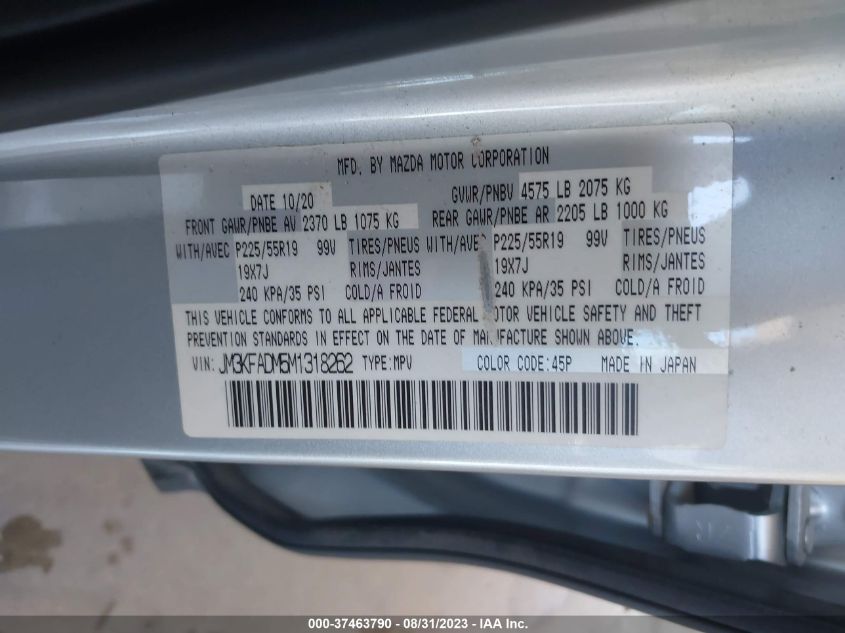 MFD. BY MAZDA MOTOR CORPORATION
DATE 10/20 GVWR/PNBV 4575 LB 2075 KG
FRONT GAWR/PNBE AV 2370 LB 1075 KG REAR GAWR/PNBE AR 2205 LB 1000 KG
WITH/AVEC P225/55R19 99V TIRES/PNEUS WITH/AVEC P225/55R19 99V TIRES/PNEUS
19X7J RIMS/JANTES 19X7J RIMS/JANTES
240 KPA/35 PSI COLD/A FROID 240 KPA/35 PSI COLD/A FROID
THIS VEHICLE CONFORMS TO ALL APPLICABLE FEDERAL MOTOR VEHICLE SAFETY AND THEFT
PREVENTION STANDARDS IN EFFECT ON THE DATE OF MANUFACTURE SHOWN ABOVE.
VIN: JM3KFADM5M1318262 TYPE:MPV COLOR CODE:45P MADE IN JAPAN
000-37463790 - 08/31/2023 - IAA Inc.